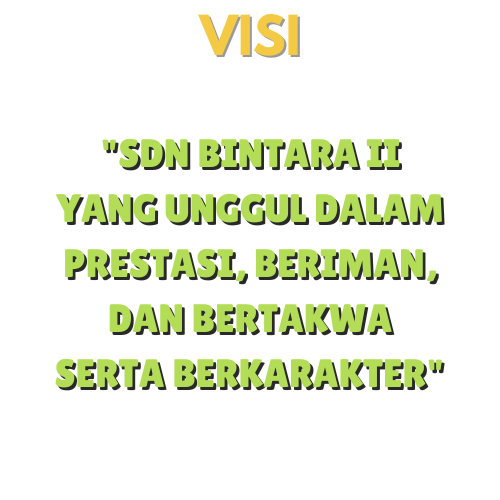 VISI
"SDN BINTARA II
YANG UNGGUL DALAM
PRESTASI, BERIMAN,
DAN BERTAKWA
SERTA BERKARAKTER"